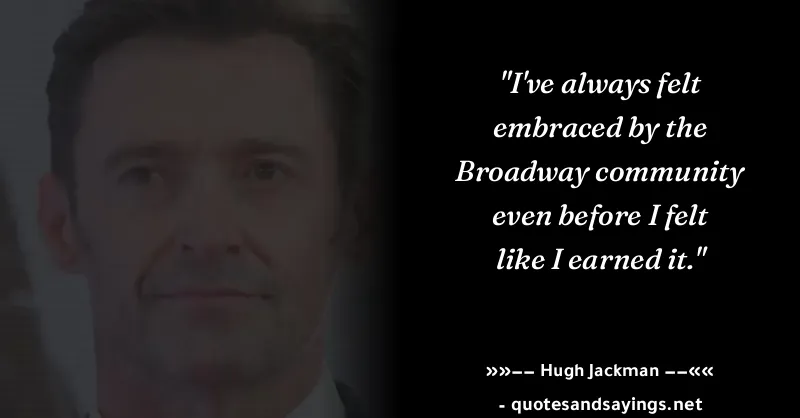 "I've always felt
embraced by the
Broadway community
even before I felt
like I earned it."
»»−− Hugh Jackman −−««
- quotesandsayings.net